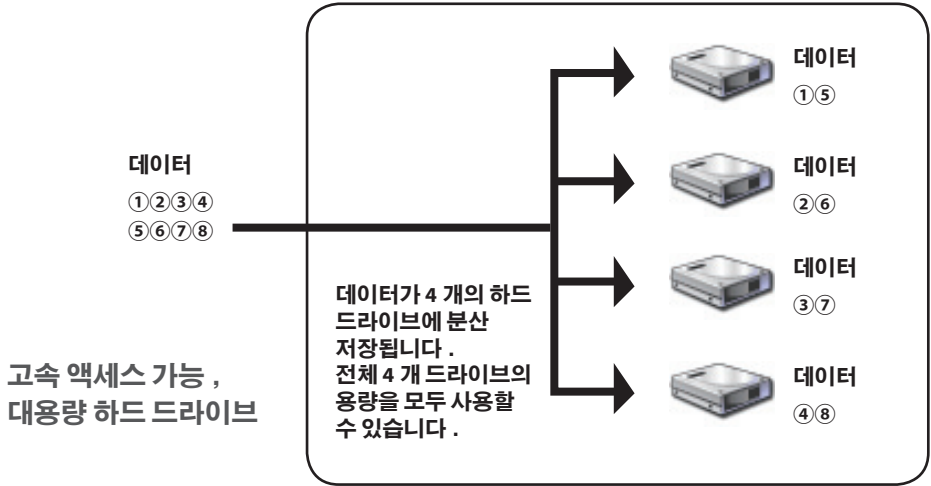 데이터
①②③④
⑤⑥⑦⑧
데이터가 4 개의 하드
드라이브에 분산
저장됩니다 .
전체 4 개 드라이브의
용량을 모두 사용할
수 있습니다 .
고속 액세스 가능 ,
대용량 하드 드라이브
데이터
①⑤
데이터
②⑥
데이터
③⑦
데이터
④⑧